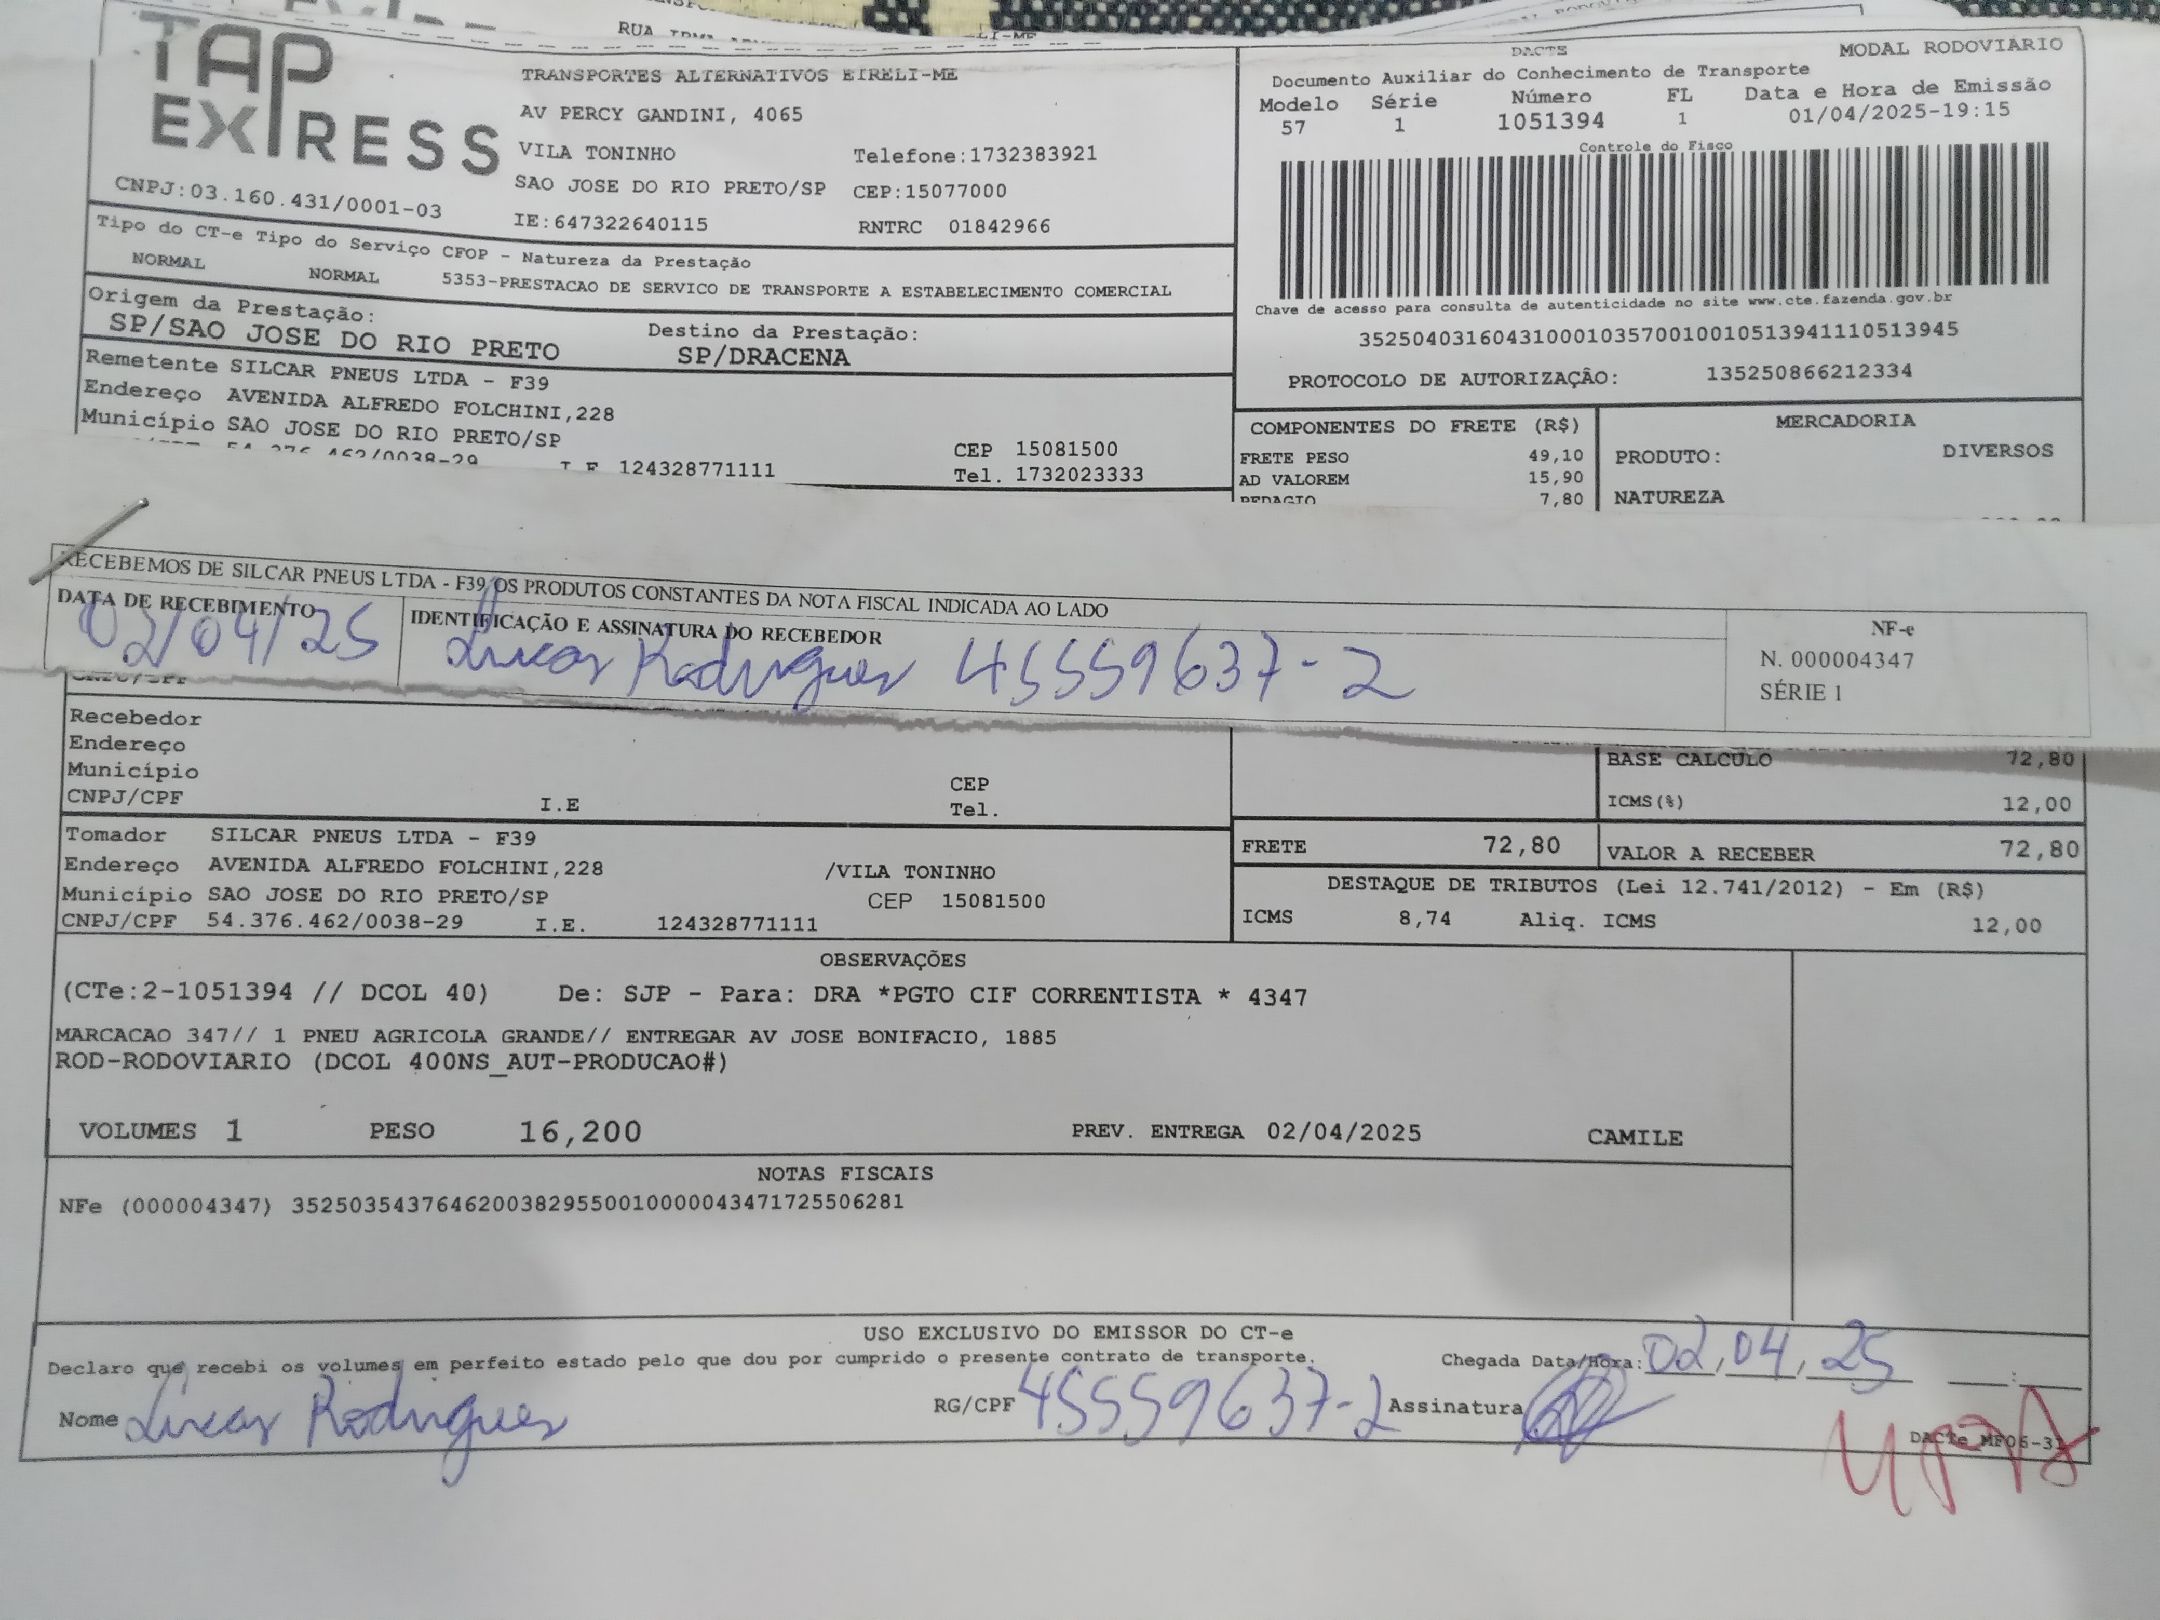 RUA
TAP
EXPRESS
CNPJ:03.160.431/0001-03
TRANSPORTES ALTERNATIVOS EIRELI-ME
AV PERCY GANDINI, 4065
VILA TONINHO Telefone:1732383921
SAO JOSE DO RIO PRETO/SP CEP:15077000
IE:647322640115 RNTRC 01842966
DACTE MODAL RODOVIARIO
Documento Auxiliar do Conhecimento de Transporte
Modelo Série Número FL Data e Hora de Emissão
57 1 1051394 1 01/04/2025-19:15
Controle do Fisco
Chave de acesso para consulta de autenticidade no site www.cte.fazenda.gov.br
35250403160431000103570010010513941110513945
PROTOCOLO DE AUTORIZAÇÃO: 135250866212334
Tipo do CT-e Tipo do Serviço CFOP - Natureza da Prestação
NORMAL NORMAL 5353-PRESTACAO DE SERVICO DE TRANSPORTE A ESTABELECIMENTO COMERCIAL
Origem da Prestação: Destino da Prestação:
SP/SAO JOSE DO RIO PRETO SP/DRACENA
Remetente SILCAR PNEUS LTDA - F39
Endereço AVENIDA ALFREDO FOLCHINI,228
Município SAO JOSE DO RIO PRETO/SP CEP 15081500
54.376.462/0038-29 I.E 124328771111 Tel. 1732023333
COMPONENTES DO FRETE (R$) MERCADORIA
FRETE PESO 49,10 PRODUTO: DIVERSOS
AD VALOREM 15,90
PEDAGIO 7,80 NATUREZA
RECEBEMOS DE SILCAR PNEUS LTDA - F39 OS PRODUTOS CONSTANTES DA NOTA FISCAL INDICADA AO LADO
DATA DE RECEBIMENTO IDENTIFICAÇÃO E ASSINATURA DO RECEBEDOR
02/04/25 Lucas Rodrigues 45559637-2
NF-e
N. 000004347
SÉRIE 1
CNPJ/CPF
Recebedor
Endereço
Município CEP
CNPJ/CPF I.E Tel.
BASE CALCULO 72,80
ICMS(%) 12,00
Tomador SILCAR PNEUS LTDA - F39
Endereço AVENIDA ALFREDO FOLCHINI,228 /VILA TONINHO
Município SAO JOSE DO RIO PRETO/SP CEP 15081500
CNPJ/CPF 54.376.462/0038-29 I.E. 124328771111
FRETE 72,80 VALOR A RECEBER 72,80
DESTAQUE DE TRIBUTOS (Lei 12.741/2012) - Em (R$)
ICMS 8,74 Aliq. ICMS 12,00
OBSERVAÇÕES
(CTe:2-1051394 // DCOL 40) De: SJP - Para: DRA *PGTO CIF CORRENTISTA * 4347
MARCACAO 347// 1 PNEU AGRICOLA GRANDE// ENTREGAR AV JOSE BONIFACIO, 1885
ROD-RODOVIARIO (DCOL 400NS_AUT-PRODUCAO#)
VOLUMES 1 PESO 16,200 PREV. ENTREGA 02/04/2025 CAMILE
NOTAS FISCAIS
NFe (000004347) 35250354376462003829550010000043471725506281
USO EXCLUSIVO DO EMISSOR DO CT-e
Declaro que recebi os volumes em perfeito estado pelo que dou por cumprido o presente contrato de transporte. Chegada Data/Hora: 02,04,25 :
Nome Lucas Rodrigues RG/CPF 45559637-2 Assinatura
DACTe_MF06-31